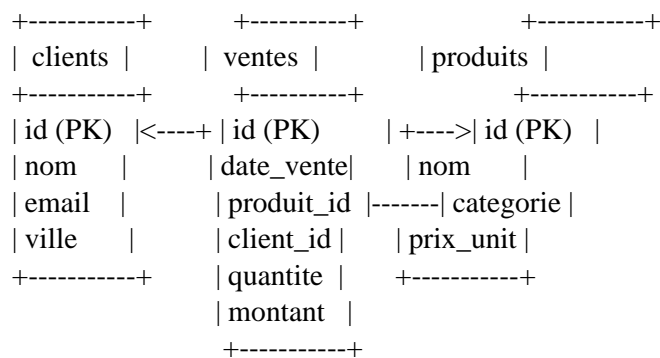 +-----------+ +-----------+ +-----------+
| clients | | ventes | | produits |
+-----------+ +-----------+ +-----------+
| id (PK) |<----+ | id (PK) | +---->| id (PK) |
| nom | | date_vente| | nom |
| email | | produit_id |-------| categorie |
| ville | | client_id | | prix_unit |
+-----------+ | quantite | +-----------+
| montant |
+-----------+